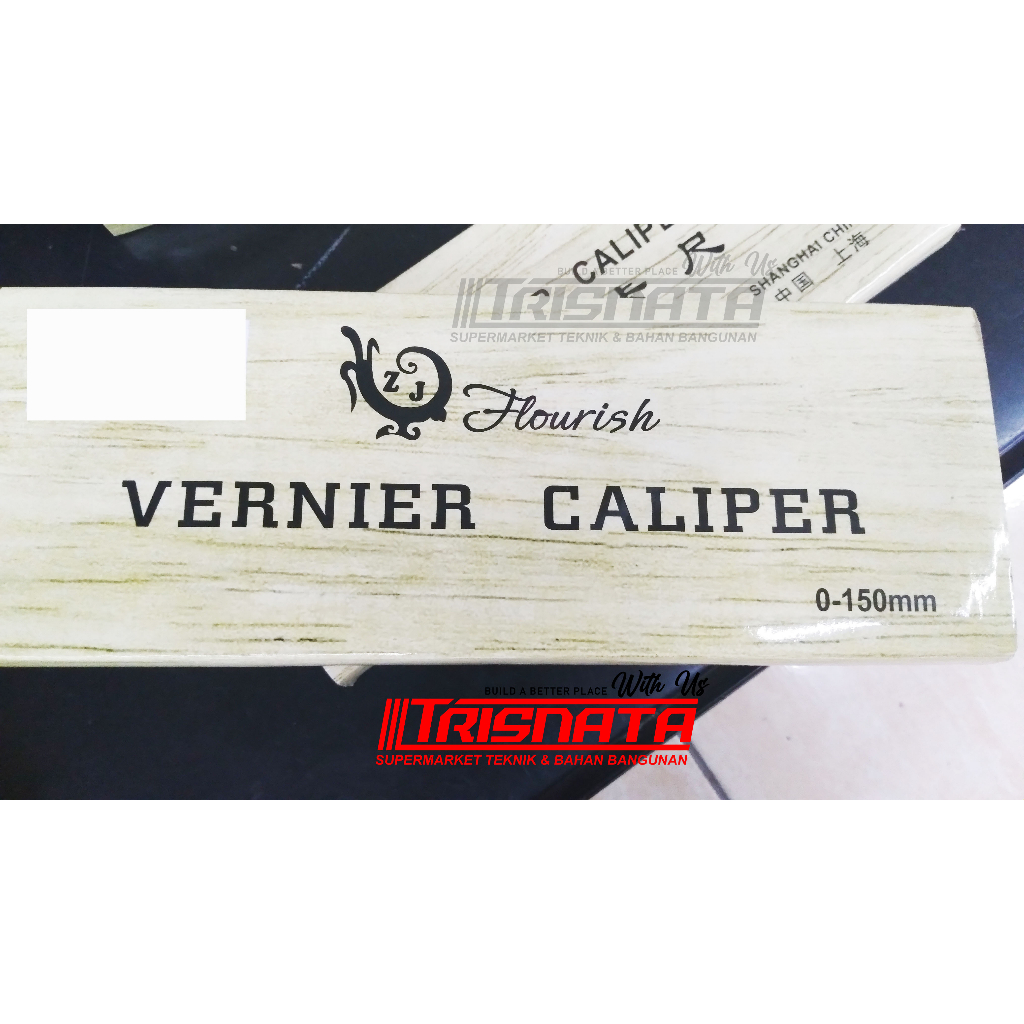 CALIPE
尺
SHANGHAI CHI
中国 上海
BUILD A BETTER PLACE With Us
TRISNATA
SUPERMARKET TEKNIK & BAHAN BANGUNAN
ZJ Flourish
VERNIER CALIPER
0-150mm
BUILD A BETTER PLACE With Us
TRISNATA
SUPERMARKET TEKNIK & BAHAN BANGUNAN